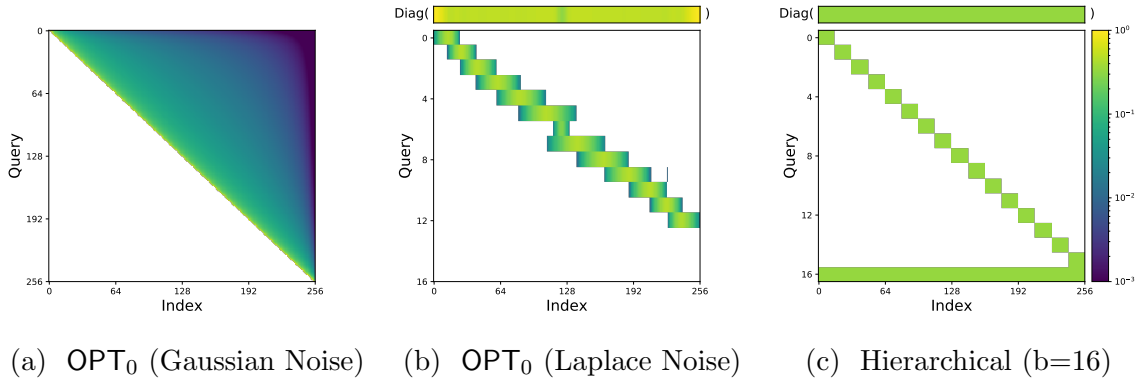 Diag( )
Diag( )
0
64
128
192
256
Query
0 64 128 192 256
Index
0
4
8
12
16
Query
0 64 128 192 256
Index
0
4
8
12
16
Query
0 64 128 192 256
Index
10⁰
10⁻¹
10⁻²
10⁻³
(a) OPT₀ (Gaussian Noise)
(b) OPT₀ (Laplace Noise)
(c) Hierarchical (b=16)